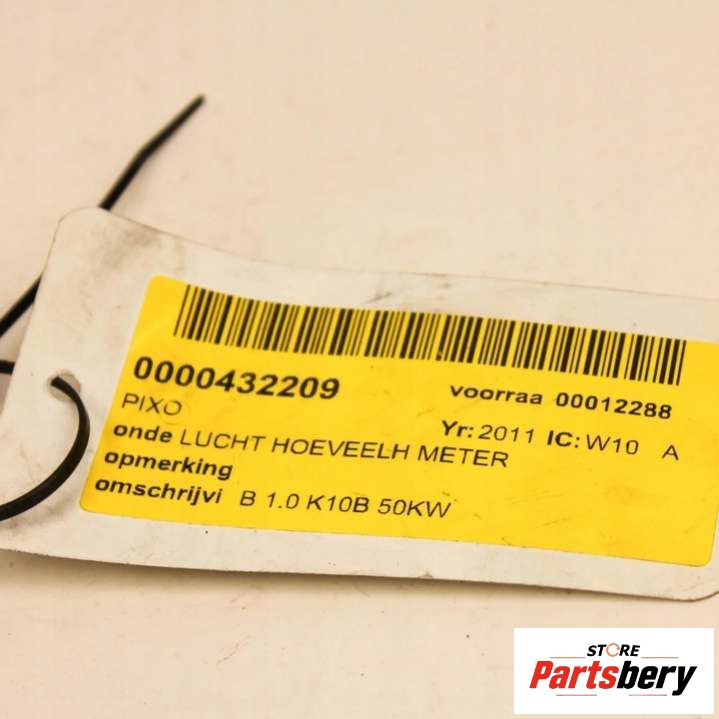 0000432209 voorraa 00012288
PIXO Yr: 2011 IC: W10 A
onde LUCHT HOEVEELH METER
opmerking
omschrijvi B 1.0 K10B 50KW
STORE
Partsbery